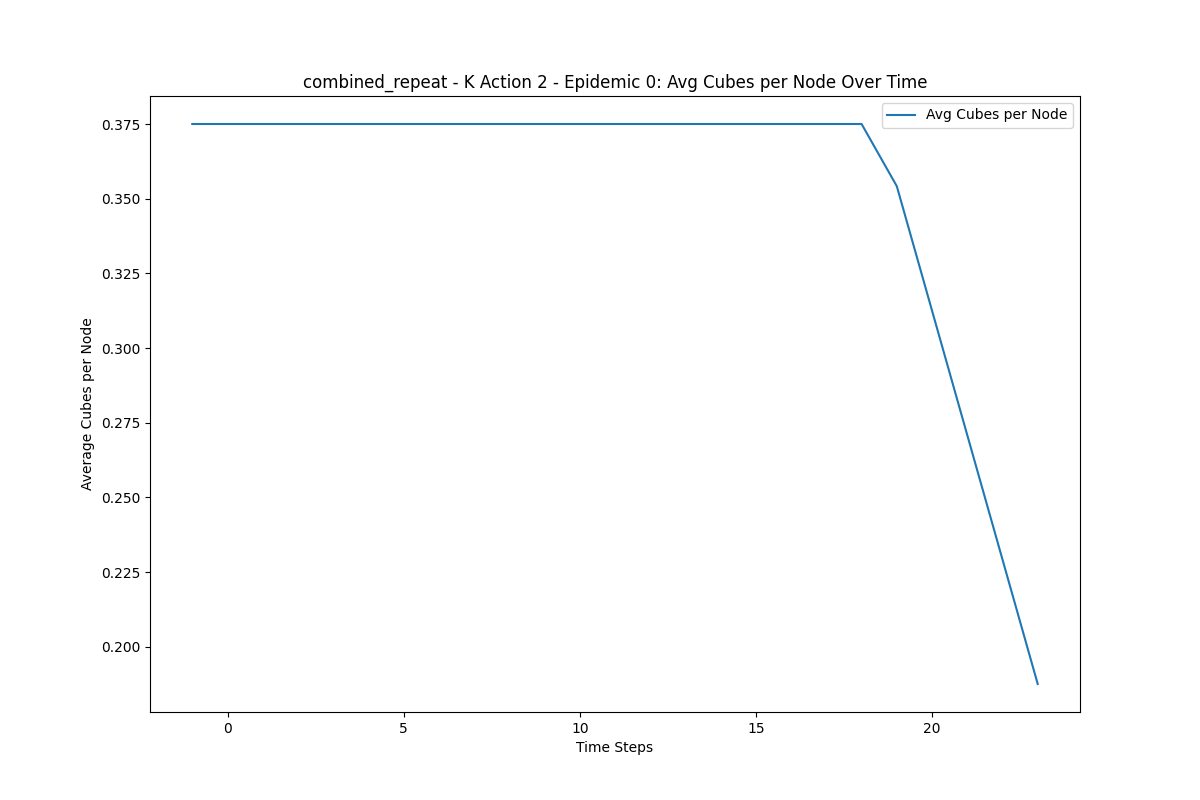 combined_repeat - K Action 2 - Epidemic 0: Avg Cubes per Node Over Time
Avg Cubes per Node
0.375
0.350
0.325
0.300
0.275
0.250
0.225
0.200
Average Cubes per Node
0 5 10 15 20
Time Steps